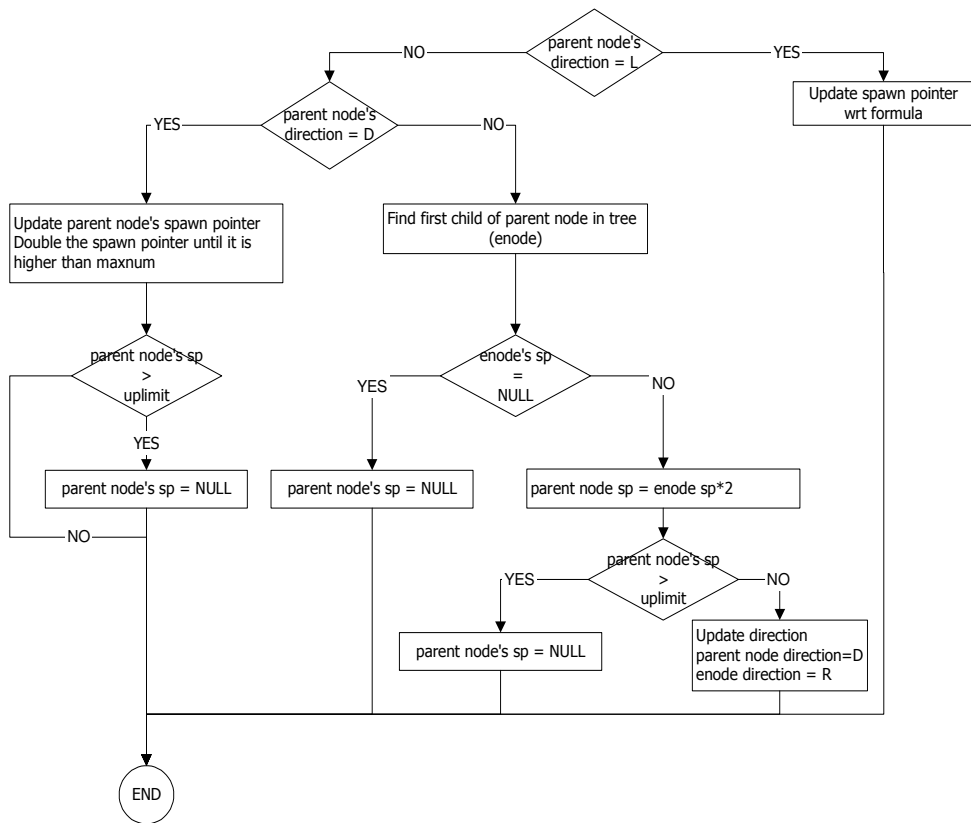 parent node's
direction = L
NO
YES
parent node's
direction = D
Update spawn pointer
wrt formula
YES
NO
Update parent node's spawn pointer
Double the spawn pointer until it is
higher than maxnum
Find first child of parent node in tree
(enode)
parent node's sp
>
uplimit
enode's sp
=
NULL
YES
NO
YES
parent node's sp = NULL
parent node's sp = NULL
parent node sp = enode sp*2
NO
parent node's sp
>
uplimit
YES
NO
parent node's sp = NULL
Update direction
parent node direction=D
enode direction = R
END